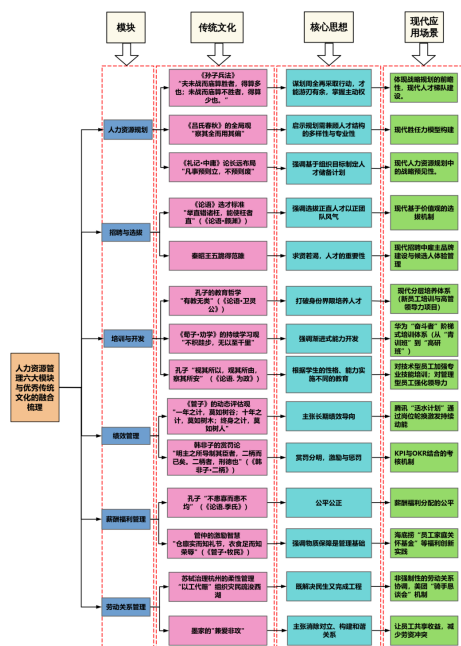 模块
传统文化
核心思想
现代应
用场景
人力资源管
理六大模块
与优秀传统
文化的融合
梳理
人力资源规划
《孙子兵法》
“夫未战而庙算胜者，得算多
也；未战而庙算不胜者，得算
少也。”
谋划周全再采取行动，才
能游刃有余，掌握主动权
体现战略规划的前瞻
性，现代人才梯队建
设。
《吕氏春秋》的全局观
“察其全而用其偏”
启示规划需兼顾人才结构
的多样性与专业性
现代胜任力模型构建
《礼记·中庸》论长远布局
“凡事预则立，不预则废”
强调基于组织目标制定人
才储备计划
现代人力资源规划中
的战略预见性。
招聘与选拔
《论语》选才标准
“举直错诸枉，能使枉者
直”（《论语·颜渊》）
强调选拔正直人才以正团
队风气
现代基于价值观的选
拔机制
秦昭王五跪得范雎
求贤若渴，人才的重要性
现代招聘中雇主品牌
建设与候选人体验管
理
培训与开发
孔子的教育哲学
“有教无类”（《论语·卫灵
公》）
打破身份界限培养人才
现代分层培养体系
（新员工培训与高管
领导力项目）
《荀子·劝学》的持续学习观
“不积跬步，无以至千里”
强调渐进式能力开发
华为“奋斗者”阶梯
式培训体系（从“青
训班”到“高研
班”）
孔子“视其所以，观其所由，
察其所安”（《论语. 为政》）
根据学生的性格、能力实
施不同的教育
对技术型员工加强专
业技能培训；对管理
型员工强化领导力
绩效管理
《管子》的动态评估观
“一年之计，莫如树谷；十年之
计，莫如树木；终身之计，莫
如树人”
主张长期绩效导向
腾讯“活水计划”通
过岗位轮换激发持续
动能
韩非子的赏罚论
“明主之所导制其臣者，二柄而
已矣。二柄者，刑德也”（《韩
非子·二柄》）
赏罚分明，激励与惩罚
KPI与OKR结合的考
核机制
薪酬福利管理
孔子“不患寡而患不
均”（《论语.季氏》）
公平公正
薪酬福利分配的公平
管仲的激励智慧
“仓廪实而知礼节，衣食足而知
荣辱”（《管子·牧民》）
强调物质保障是管理基础
海底捞“员工家庭关
怀基金”等福利创新
实践
劳动关系管理
苏轼治理杭州的柔性管理
“以工代赈”组织灾民疏浚西
湖
既解决民生又完成工程
非强制性的劳动关系
协调，美团“骑手恳
谈会”机制
墨家的“兼爱非攻”
主张消除对立、构建和谐
关系
让员工共享收益，减
少劳资冲突